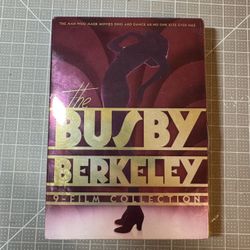 THE MAN WHO MADE MOVIES SING AND DANCE AS NO ONE ELSE EVER HAS
the
BUSBY
BERKELEY
9-FILM COLLECTION